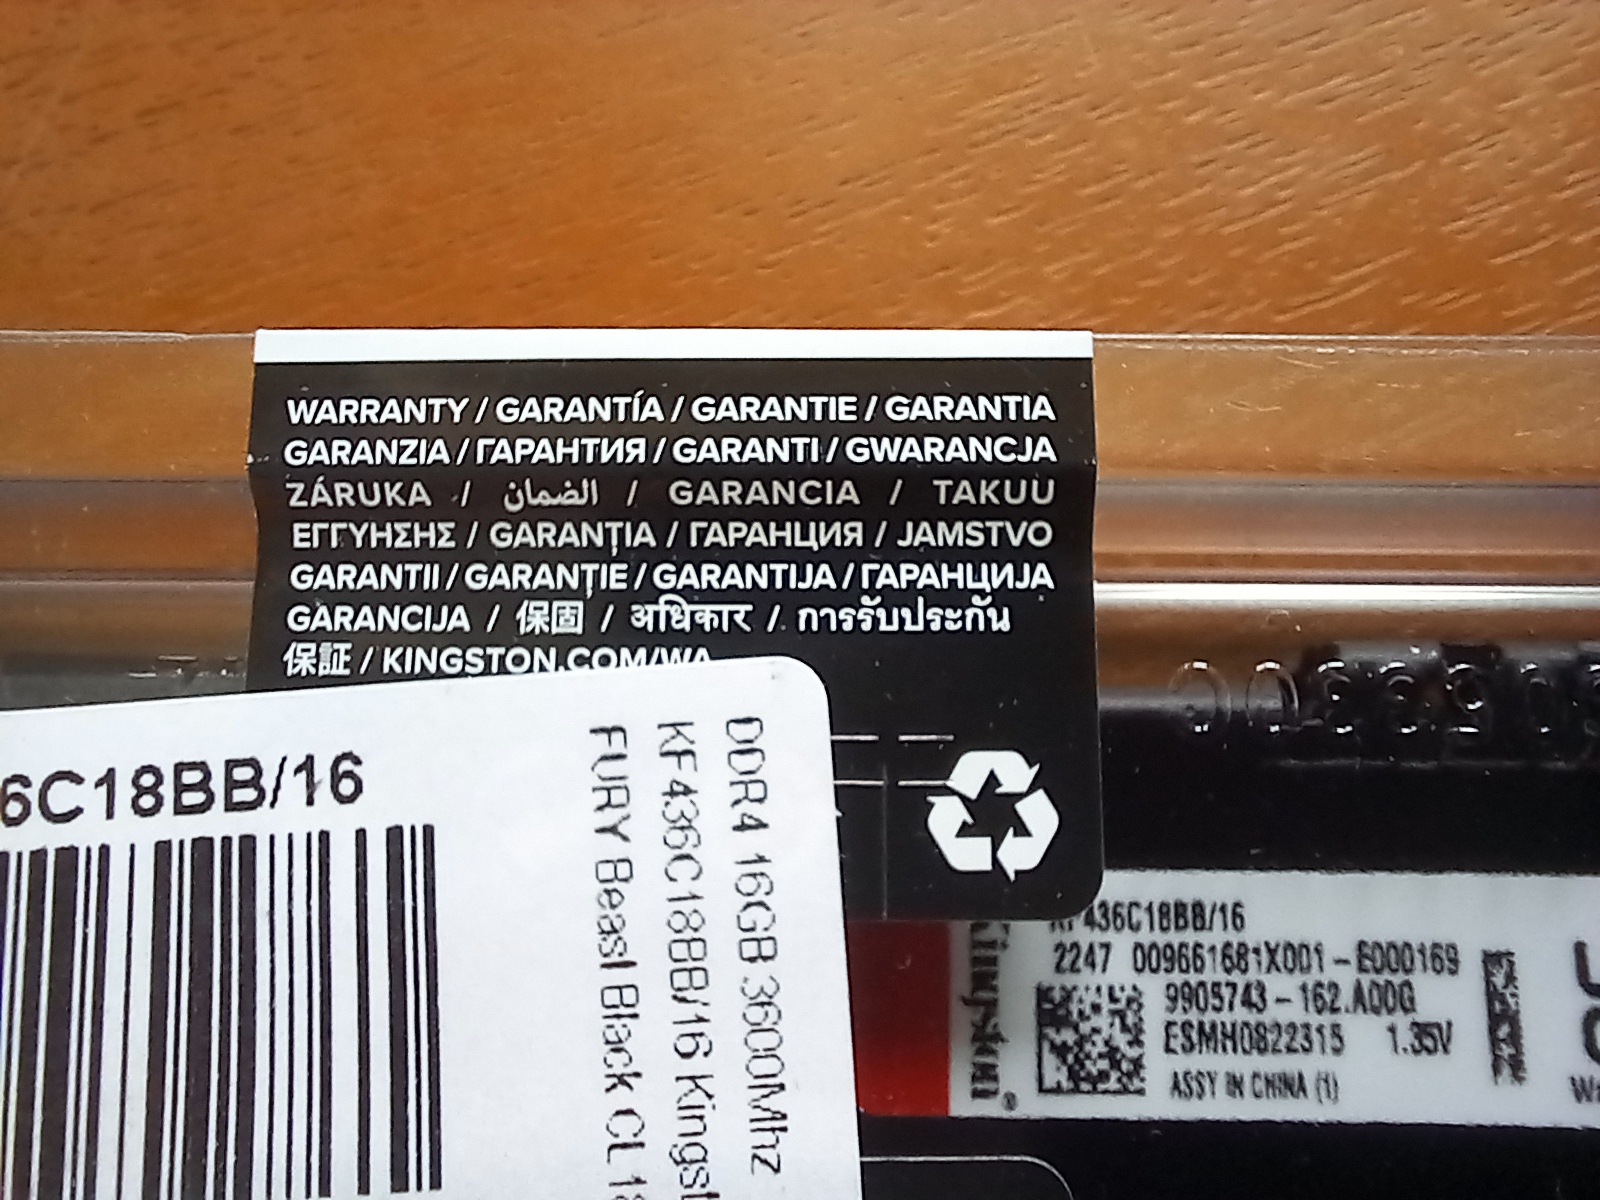 WARRANTY / GARANTÍA / GARANTIE / GARANTIA
GARANZIA / ГАРАНТИЯ / GARANTI / GWARANCJA
ZÁRUKA / الضمان / GARANCIA / TAKUU
ΕΓΓΥΗΣΗΣ / GARANȚIA / ГАРАНЦИЯ / JAMSTVO
GARANTII / GARANȚIE / GARANTIJA / ГАРАНЦИЈА
GARANCIJA / 保固 / अधिकार / การรับประกัน
保証 / KINGSTON.COM/WA
6C18BB/16
DDR4 16GB 3600Mhz
KF436C18BB/16 Kingst
FURY Beast Black CL 18
Kingston®
KF436C18BB/16
2247 009661681X001-E000169
9905743-162.A00G
ESMH0822315 1.35V
ASSY IN CHINA (1)